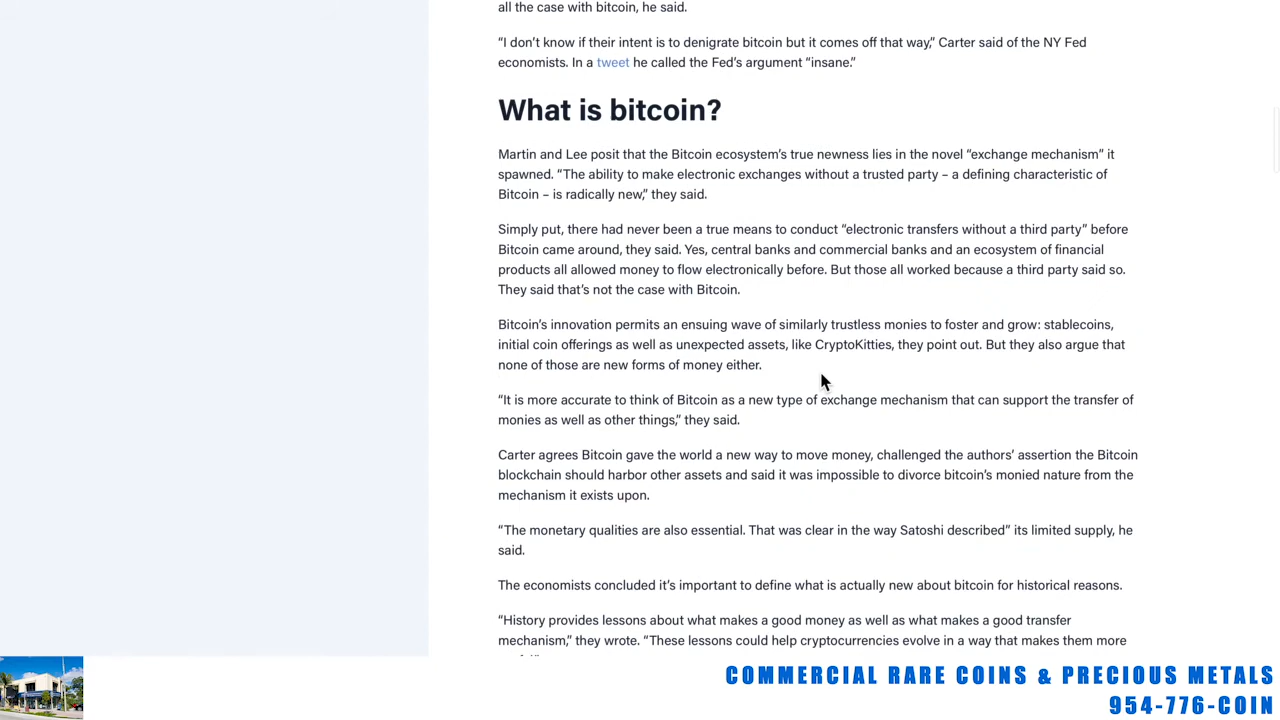 all the case with bitcoin, he said.
“I don’t know if their intent is to denigrate bitcoin but it comes off that way,” Carter said of the NY Fed
economists. In a tweet he called the Fed’s argument “insane.”
What is bitcoin?
Martin and Lee posit that the Bitcoin ecosystem’s true newness lies in the novel “exchange mechanism” it
spawned. “The ability to make electronic exchanges without a trusted party – a defining characteristic of
Bitcoin – is radically new,” they said.
Simply put, there had never been a true means to conduct “electronic transfers without a third party” before
Bitcoin came around, they said. Yes, central banks and commercial banks and an ecosystem of financial
products all allowed money to flow electronically before. But those all worked because a third party said so.
They said that’s not the case with Bitcoin.
Bitcoin’s innovation permits an ensuing wave of similarly trustless monies to foster and grow: stablecoins,
initial coin offerings as well as unexpected assets, like CryptoKitties, they point out. But they also argue that
none of those are new forms of money either.
“It is more accurate to think of Bitcoin as a new type of exchange mechanism that can support the transfer of
monies as well as other things,” they said.
Carter agrees Bitcoin gave the world a new way to move money, challenged the authors’ assertion the Bitcoin
blockchain should harbor other assets and said it was impossible to divorce bitcoin’s monied nature from the
mechanism it exists upon.
“The monetary qualities are also essential. That was clear in the way Satoshi described” its limited supply, he
said.
The economists concluded it’s important to define what is actually new about bitcoin for historical reasons.
“History provides lessons about what makes a good money as well as what makes a good transfer
mechanism,” they wrote. “These lessons could help cryptocurrencies evolve in a way that makes them more
COMMERCIAL RARE COINS & PRECIOUS METALS
954-776-COIN